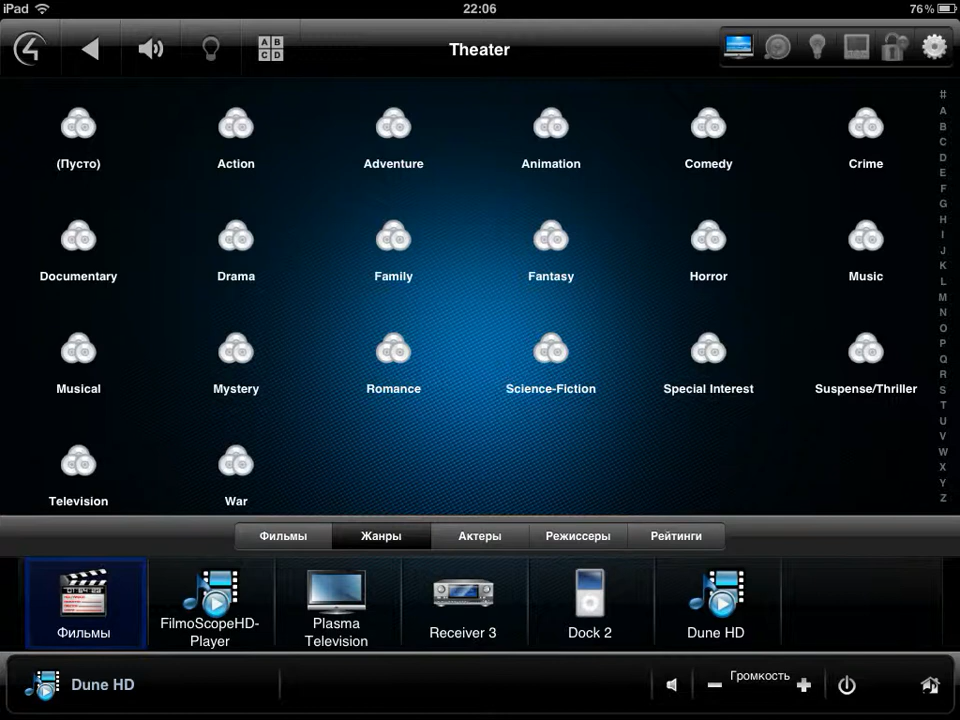 iPad 22:06 76%
4 A B C D Theater
(Пусто) Action Adventure Animation Comedy Crime
Documentary Drama Family Fantasy Horror Music
Musical Mystery Romance Science-Fiction Special Interest Suspense/Thriller
Television War
#
A
B
C
D
E
F
G
H
I
J
K
L
M
N
O
P
Q
R
S
T
U
V
W
X
Y
Z
Фильмы Жанры Актеры Режиссеры Рейтинги
Фильмы
FilmoScopeHD-
Player
Plasma
Television
Receiver 3
Dock 2
Dune HD
Dune HD
Громкость